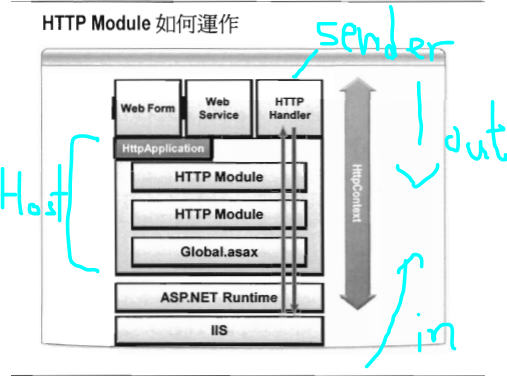 HTTP Module 如何運作
sender
Web Form
Web
Service
HTTP
Handler
HttpApplication
HTTP Module
HTTP Module
Global.asax
ASP.NET Runtime
IIS
HttpContext
Host
out
in